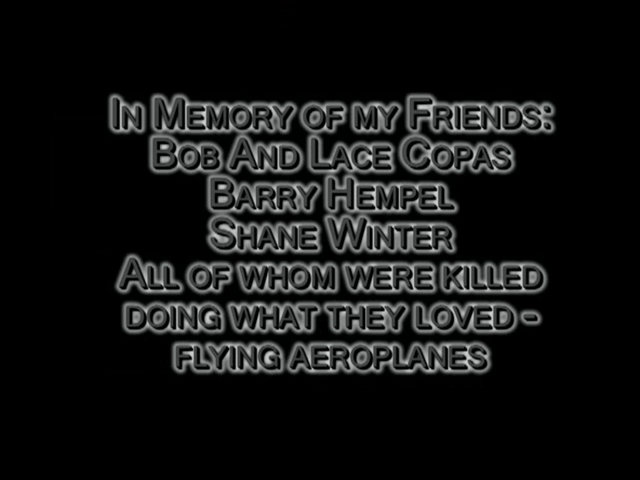 In Memory of my Friends:
Bob And Lace Copas
Barry Hempel
Shane Winter
All of whom were killed
doing what they loved -
flying aeroplanes